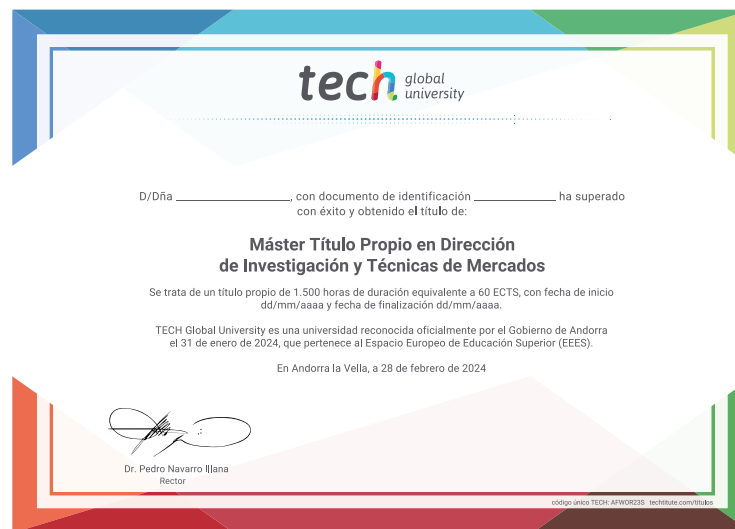 tech global
university
D/Dña ____________________, con documento de identificación ______________ ha superado
con éxito y obtenido el título de:
Máster Título Propio en Dirección
de Investigación y Técnicas de Mercados
Se trata de un título propio de 1.500 horas de duración equivalente a 60 ECTS, con fecha de inicio
dd/mm/aaaa y fecha de finalización dd/mm/aaaa.
TECH Global University es una universidad reconocida oficialmente por el Gobierno de Andorra
el 31 de enero de 2024, que pertenece al Espacio Europeo de Educación Superior (EEES).
En Andorra la Vella, a 28 de febrero de 2024
Dr. Pedro Navarro Illana
Rector
código único TECH: AFWOR23S techtitute.com/titulos